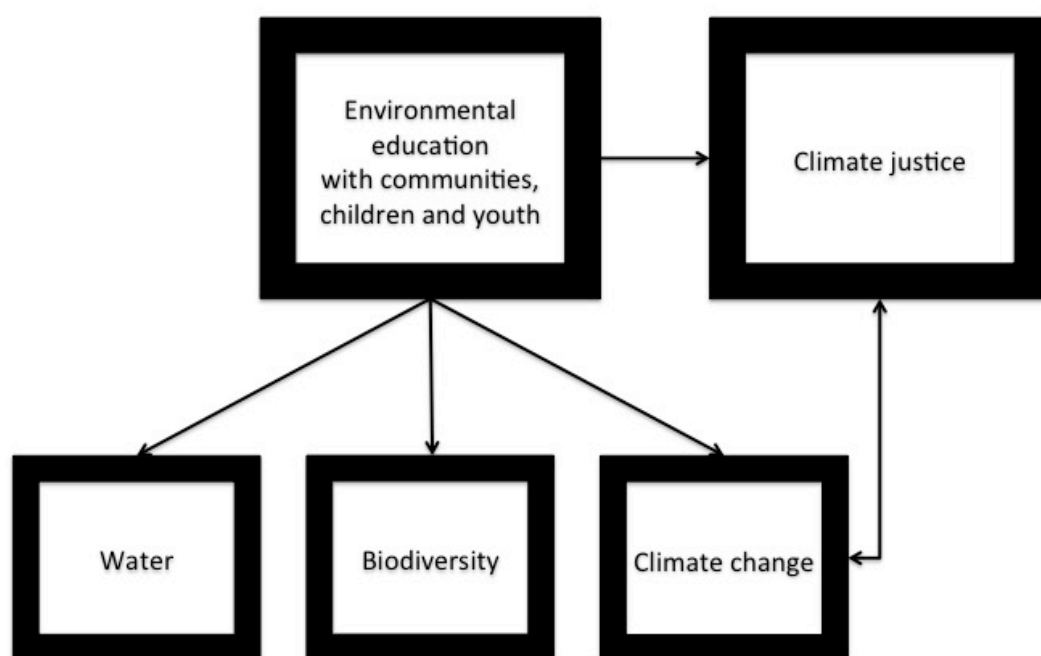 Environmental
education
with communities,
children and youth
Climate justice
Water
Biodiversity
Climate change